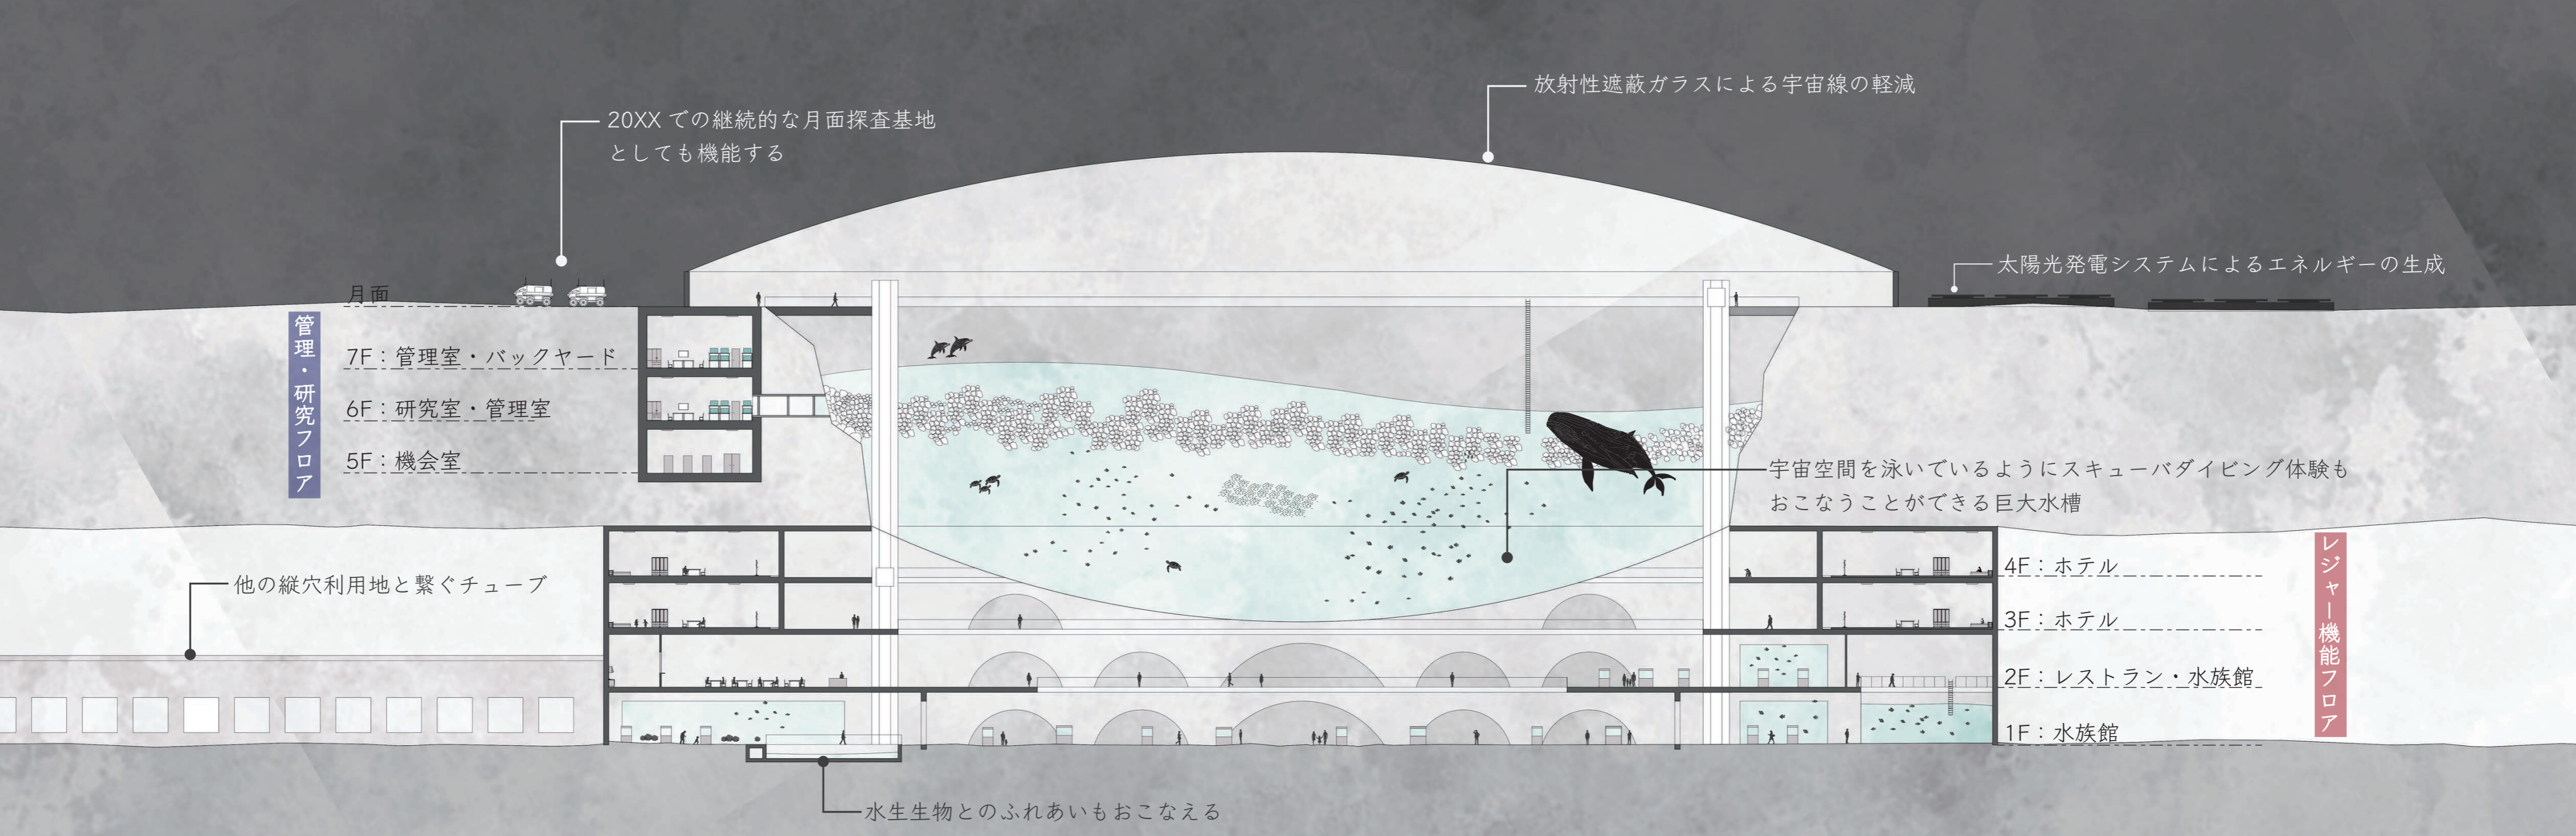 放射性遮蔽ガラスによる宇宙線の軽減
20XX での継続的な月面探査基地
としても機能する
太陽光発電システムによるエネルギーの生成
月面
管理・研究フロア
7F：管理室・バックヤード
6F：研究室・管理室
5F：機会室
宇宙空間を泳いでいるようにスキューバダイビング体験も
おこなうことができる巨大水槽
他の縦穴利用地と繋ぐチューブ
レジャー機能フロア
4F：ホテル
3F：ホテル
2F：レストラン・水族館
1F：水族館
水生生物とのふれあいもおこなえる